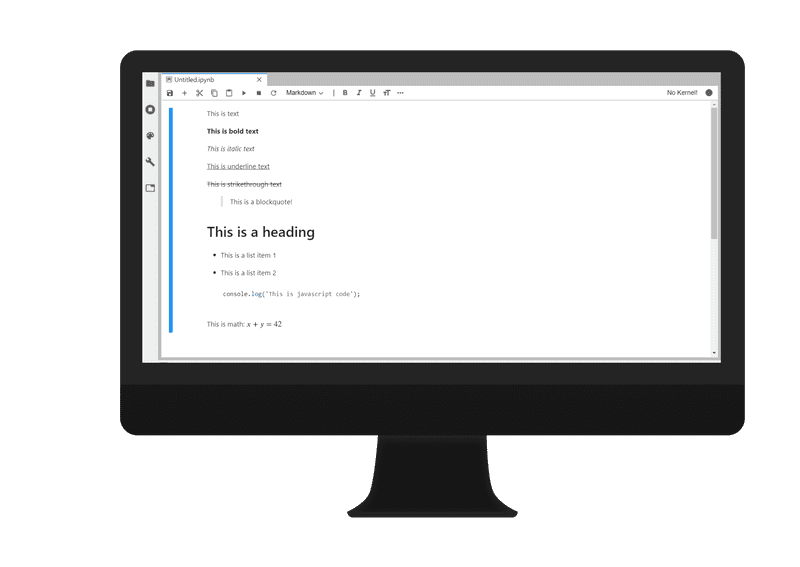 Untitled.ipynb
Markdown
B I U TT
No Kernel!
This is text
This is bold text
This is italic text
This is underline text
This is strikethrough text
This is a blockquote!
This is a heading
• This is a list item 1
• This is a list item 2
console.log('This is javascript code');
This is math: x + y = 42